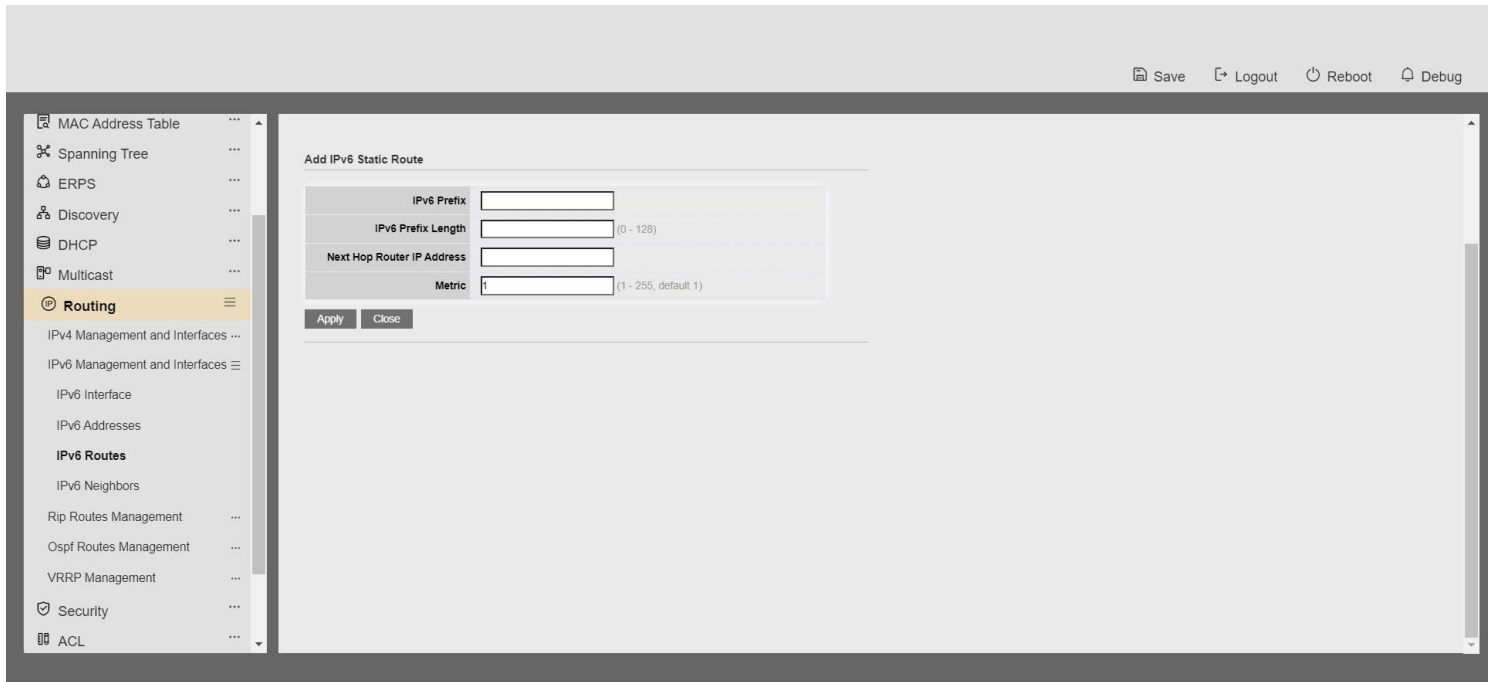 Save Logout Reboot Debug
MAC Address Table ...
Spanning Tree ...
ERPS ...
Discovery ...
DHCP ...
Multicast ...
IP Routing
IPv4 Management and Interfaces ...
IPv6 Management and Interfaces
IPv6 Interface
IPv6 Addresses
IPv6 Routes
IPv6 Neighbors
Rip Routes Management ...
Ospf Routes Management ...
VRRP Management ...
Security ...
ACL ...
Add IPv6 Static Route
IPv6 Prefix
IPv6 Prefix Length (0 - 128)
Next Hop Router IP Address
Metric 1 (1 - 255, default 1)
Apply Close